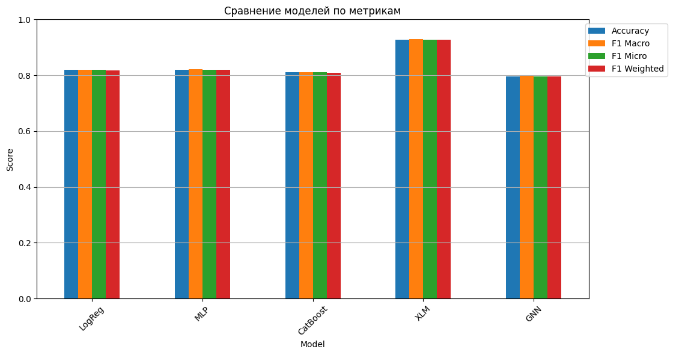 Сравнение моделей по метрикам
1.0
0.8
0.6
0.4
0.2
0.0
Score
LogReg
MLP
CatBoost
XLM
GNN
Model
Accuracy
F1 Macro
F1 Micro
F1 Weighted